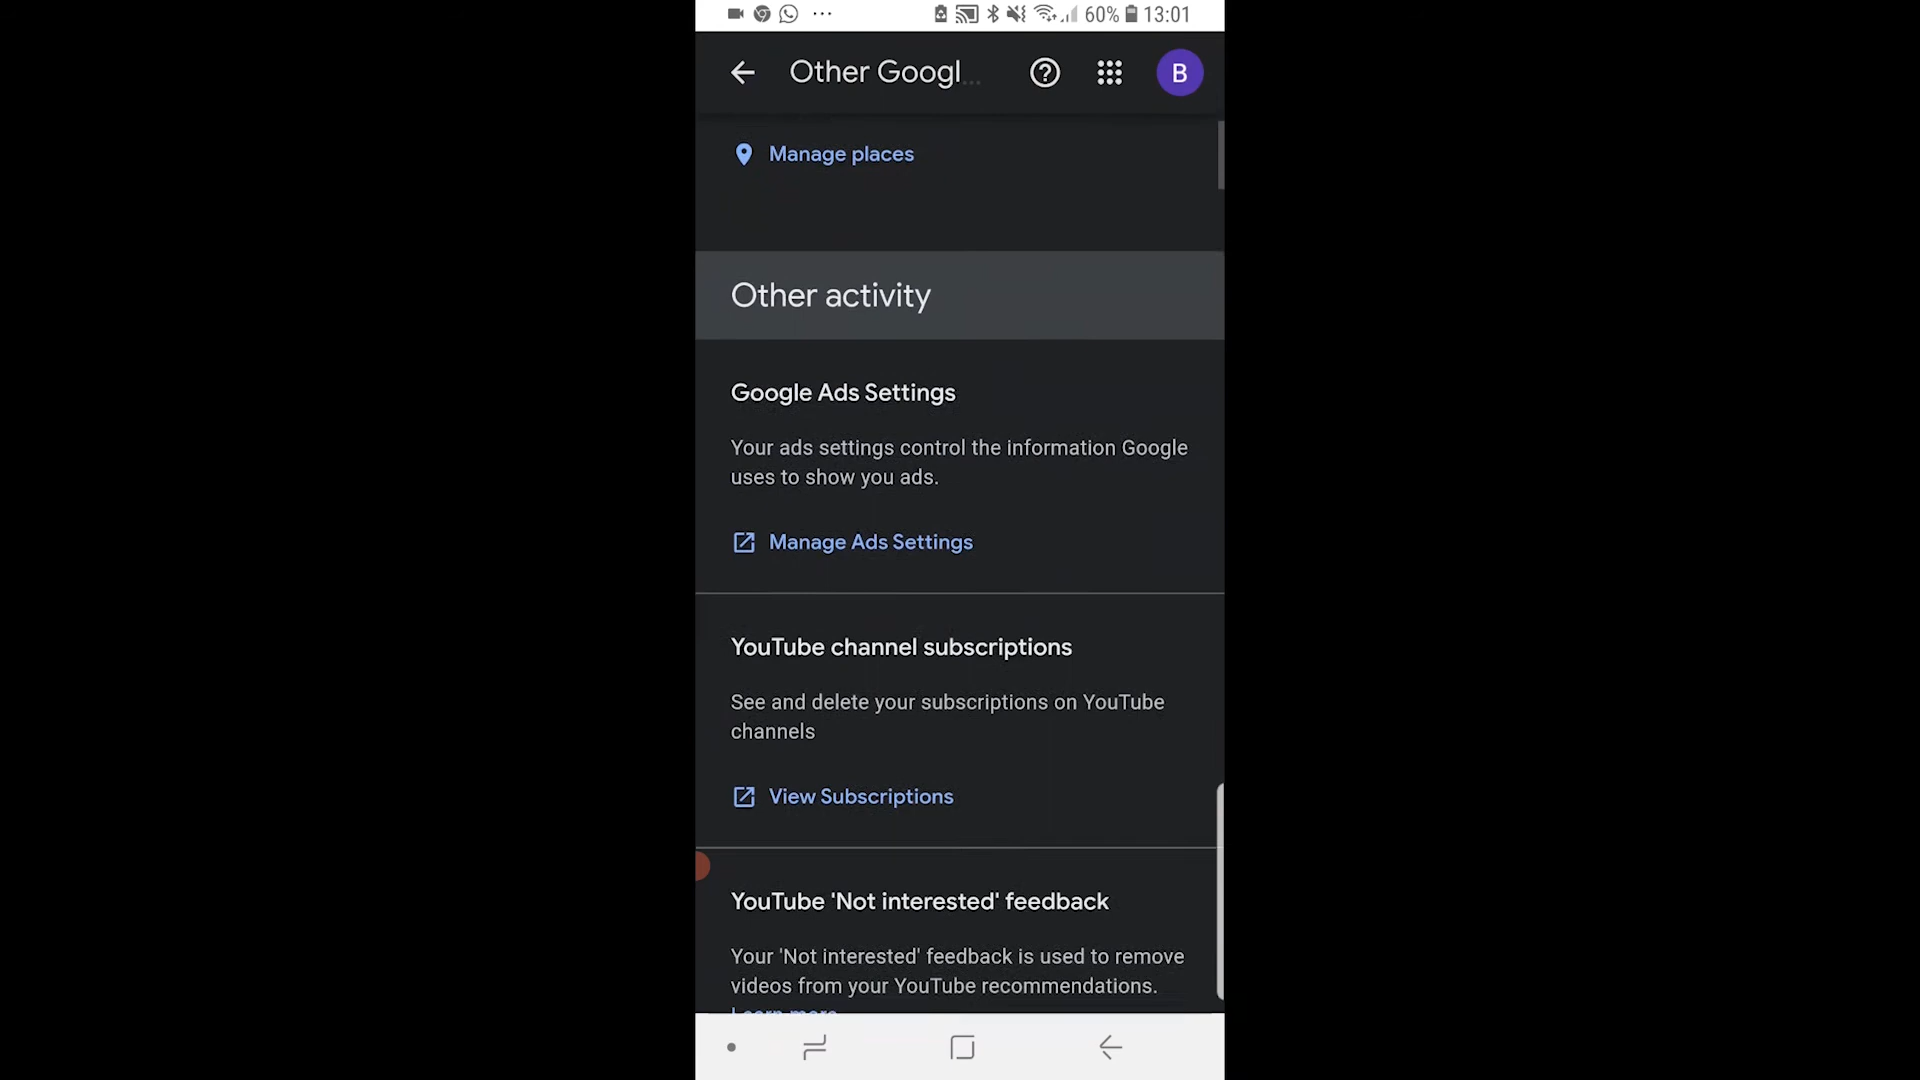 60% 13:01
Other Googl...
B
Manage places
Other activity
Google Ads Settings
Your ads settings control the information Google
uses to show you ads.
Manage Ads Settings
YouTube channel subscriptions
See and delete your subscriptions on YouTube
channels
View Subscriptions
YouTube 'Not interested' feedback
Your 'Not interested' feedback is used to remove
videos from your YouTube recommendations.
Learn more